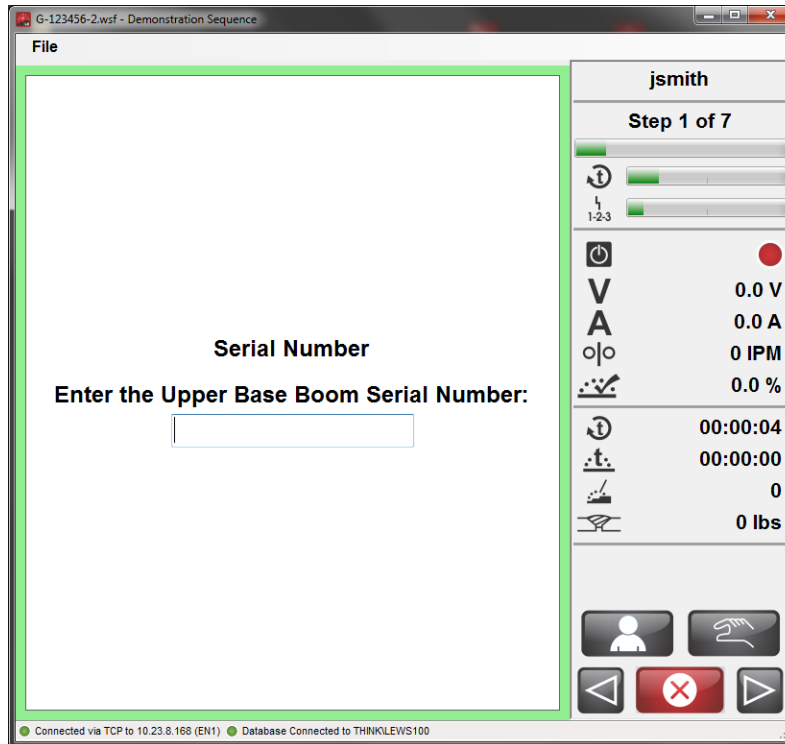 G-123456-2.wsf - Demonstration Sequence
File
jsmith
Step 1 of 7
t
1-2-3
V 0.0 V
A 0.0 A
0 IPM
0.0 %
Serial Number
Enter the Upper Base Boom Serial Number:
t 00:00:04
.t. 00:00:00
0
0 lbs
Connected via TCP to 10.23.8.168 (EN1) Database Connected to THINK\LEWS100